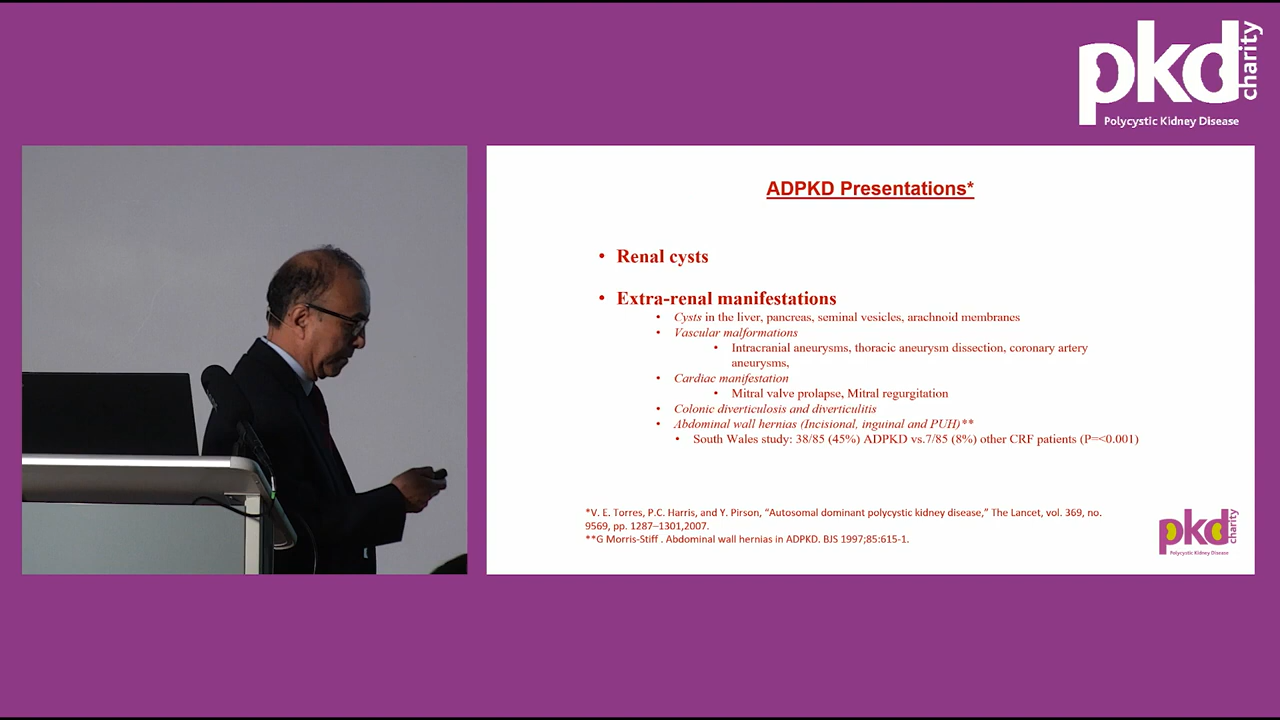 pkd
charity
Polycystic Kidney Disease
ADPKD Presentations*
• Renal cysts
• Extra-renal manifestations
• Cysts in the liver, pancreas, seminal vesicles, arachnoid membranes
• Vascular malformations
• Intracranial aneurysms, thoracic aneurysm dissection, coronary artery
aneurysms,
• Cardiac manifestation
• Mitral valve prolapse, Mitral regurgitation
• Colonic diverticulosis and diverticulitis
• Abdominal wall hernias (Incisional, inguinal and PUH)**
• South Wales study: 38/85 (45%) ADPKD vs.7/85 (8%) other CRF patients (P=<0.001)
*V. E. Torres, P.C. Harris, and Y. Pirson, “Autosomal dominant polycystic kidney disease,” The Lancet, vol. 369, no.
9569, pp. 1287–1301,2007.
**G Morris-Stiff . Abdominal wall hernias in ADPKD. BJS 1997;85:615-1.
pkd
charity
Polycystic Kidney Disease